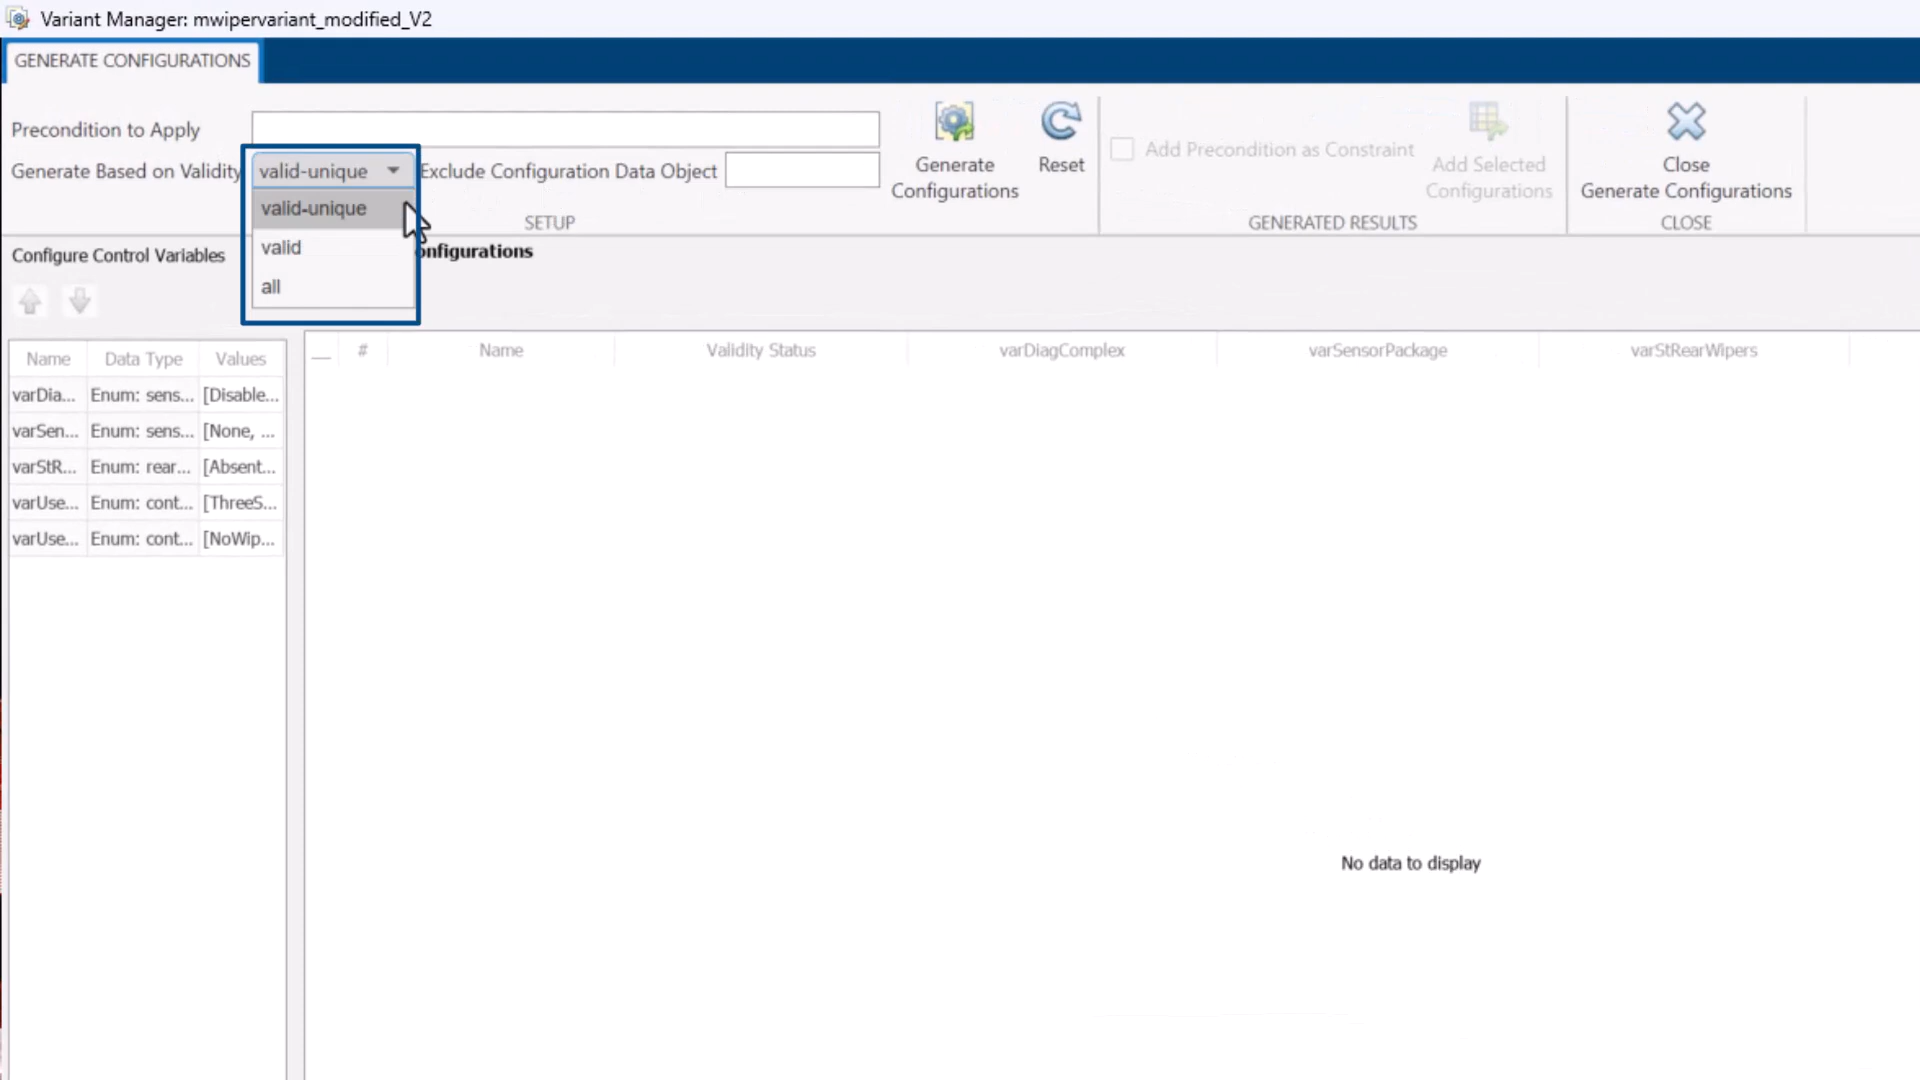 Variant Manager: mwipervariant_modified_V2
GENERATE CONFIGURATIONS
Precondition to Apply
Generate Based on Validity
valid-unique
Exclude Configuration Data Object
valid-unique
valid
all
SETUP
Generate
Configurations
Reset
Add Precondition as Constraint
Add Selected
Configurations
GENERATED RESULTS
Close
Generate Configurations
CLOSE
Configure Control Variables
onfigurations
Name Data Type Values
varDia... Enum: sens... [Disable...
varSen... Enum: sens... [None, ...
varStR... Enum: rear... [Absent...
varUse... Enum: cont... [ThreeS...
varUse... Enum: cont... [NoWip...
# Name Validity Status varDiagComplex varSensorPackage varStRearWipers
No data to display